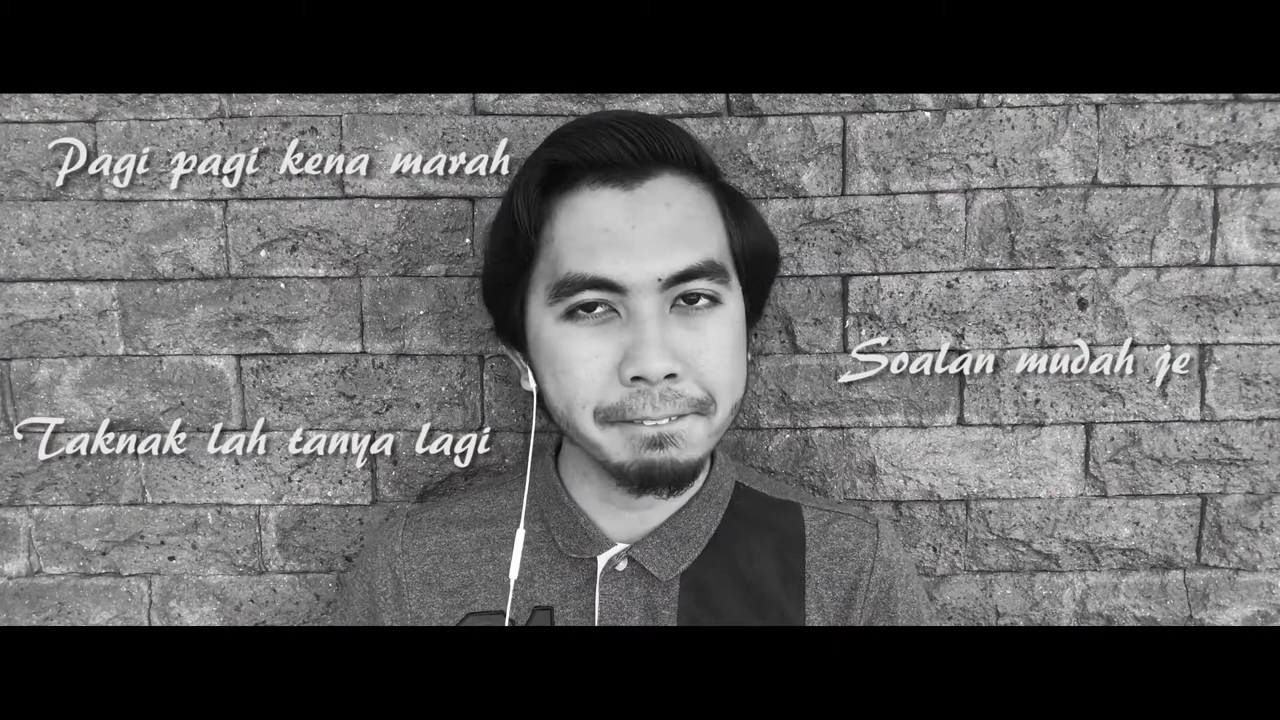 Pagi pagi kena marah
Soalan mudah je
Taknak lah tanya lagi